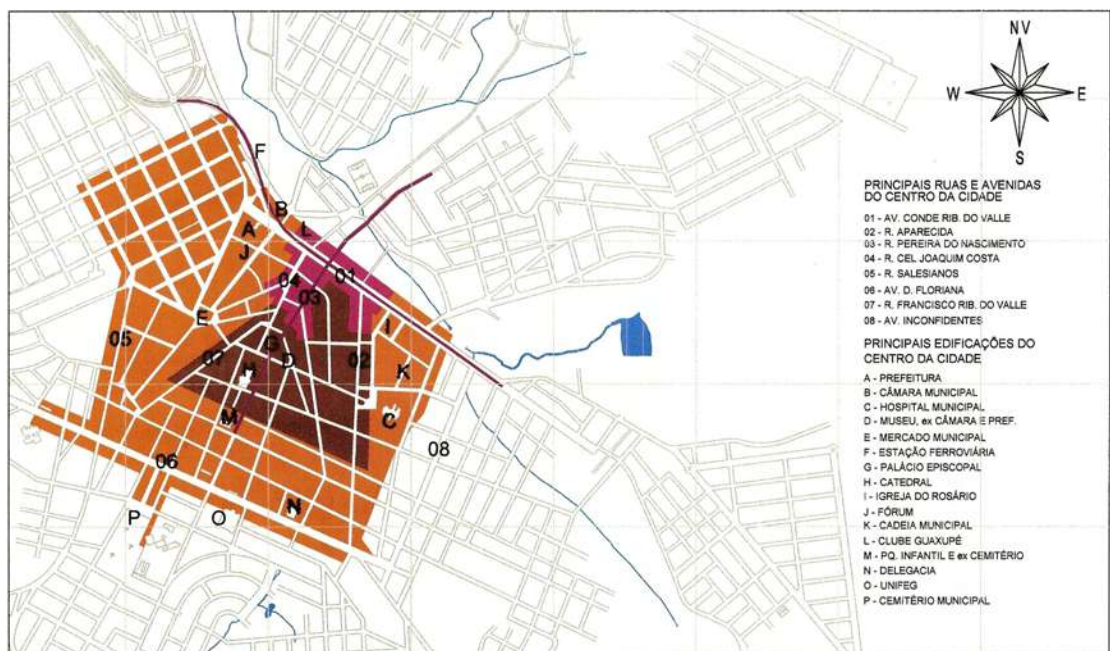 NV
W E
S
PRINCIPAIS RUAS E AVENIDAS
DO CENTRO DA CIDADE
01 - AV. CONDE RIB. DO VALLE
02 - R. APARECIDA
03 - R. PEREIRA DO NASCIMENTO
04 - R. CEL JOAQUIM COSTA
05 - R. SALESIANOS
06 - AV. D. FLORIANA
07 - R. FRANCISCO RIB. DO VALLE
08 - AV. INCONFIDENTES
PRINCIPAIS EDIFICAÇÕES DO
CENTRO DA CIDADE
A - PREFEITURA
B - CÂMARA MUNICIPAL
C - HOSPITAL MUNICIPAL
D - MUSEU, ex CÂMARA E PREF.
E - MERCADO MUNICIPAL
F - ESTAÇÃO FERROVIÁRIA
G - PALÁCIO EPISCOPAL
H - CATEDRAL
I - IGREJA DO ROSÁRIO
J - FÓRUM
K - CADEIA MUNICIPAL
L - CLUBE GUAXUPÉ
M - PQ. INFANTIL E ex CEMITÉRIO
N - DELEGACIA
O - UNIFEG
P - CEMITÉRIO MUNICIPAL
F
B
A L
J
04 01
03
E I
05 G
07 D 02
H K
M C
08
06
N
P O